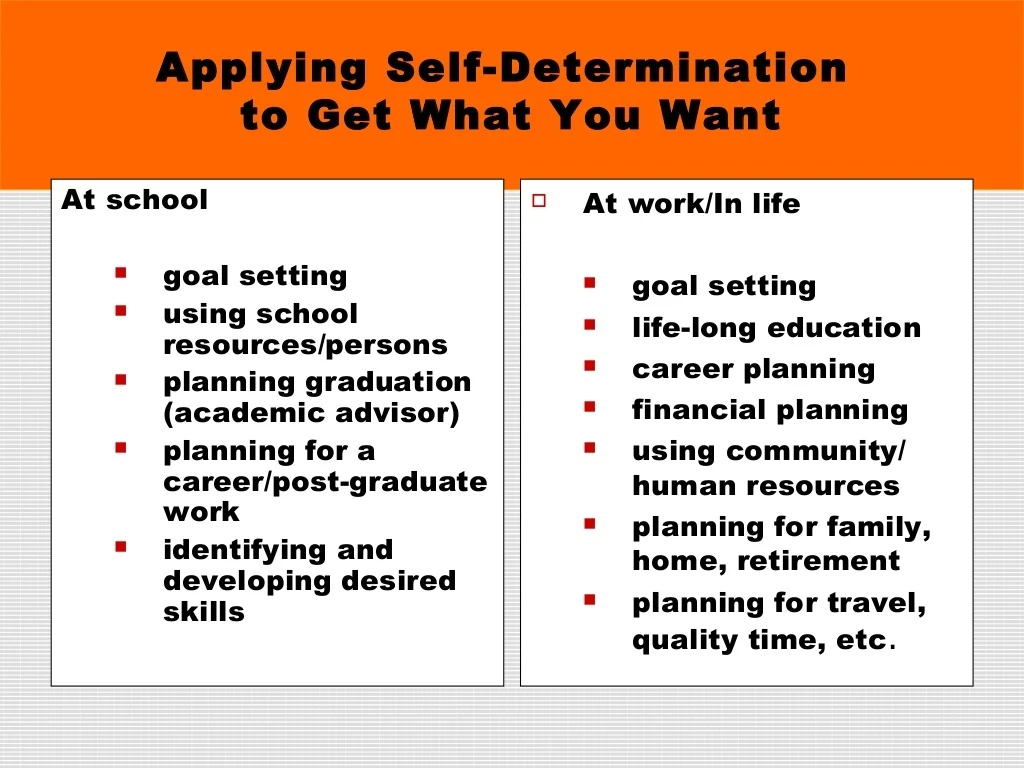 Applying Self-Determination
to Get What You Want
At school
goal setting
using school
resources/persons
planning graduation
(academic advisor)
planning for a
career/post-graduate
work
identifying and
developing desired
skills
At work/In life
goal setting
life-long education
career planning
financial planning
using community/
human resources
planning for family,
home, retirement
planning for travel,
quality time, etc.